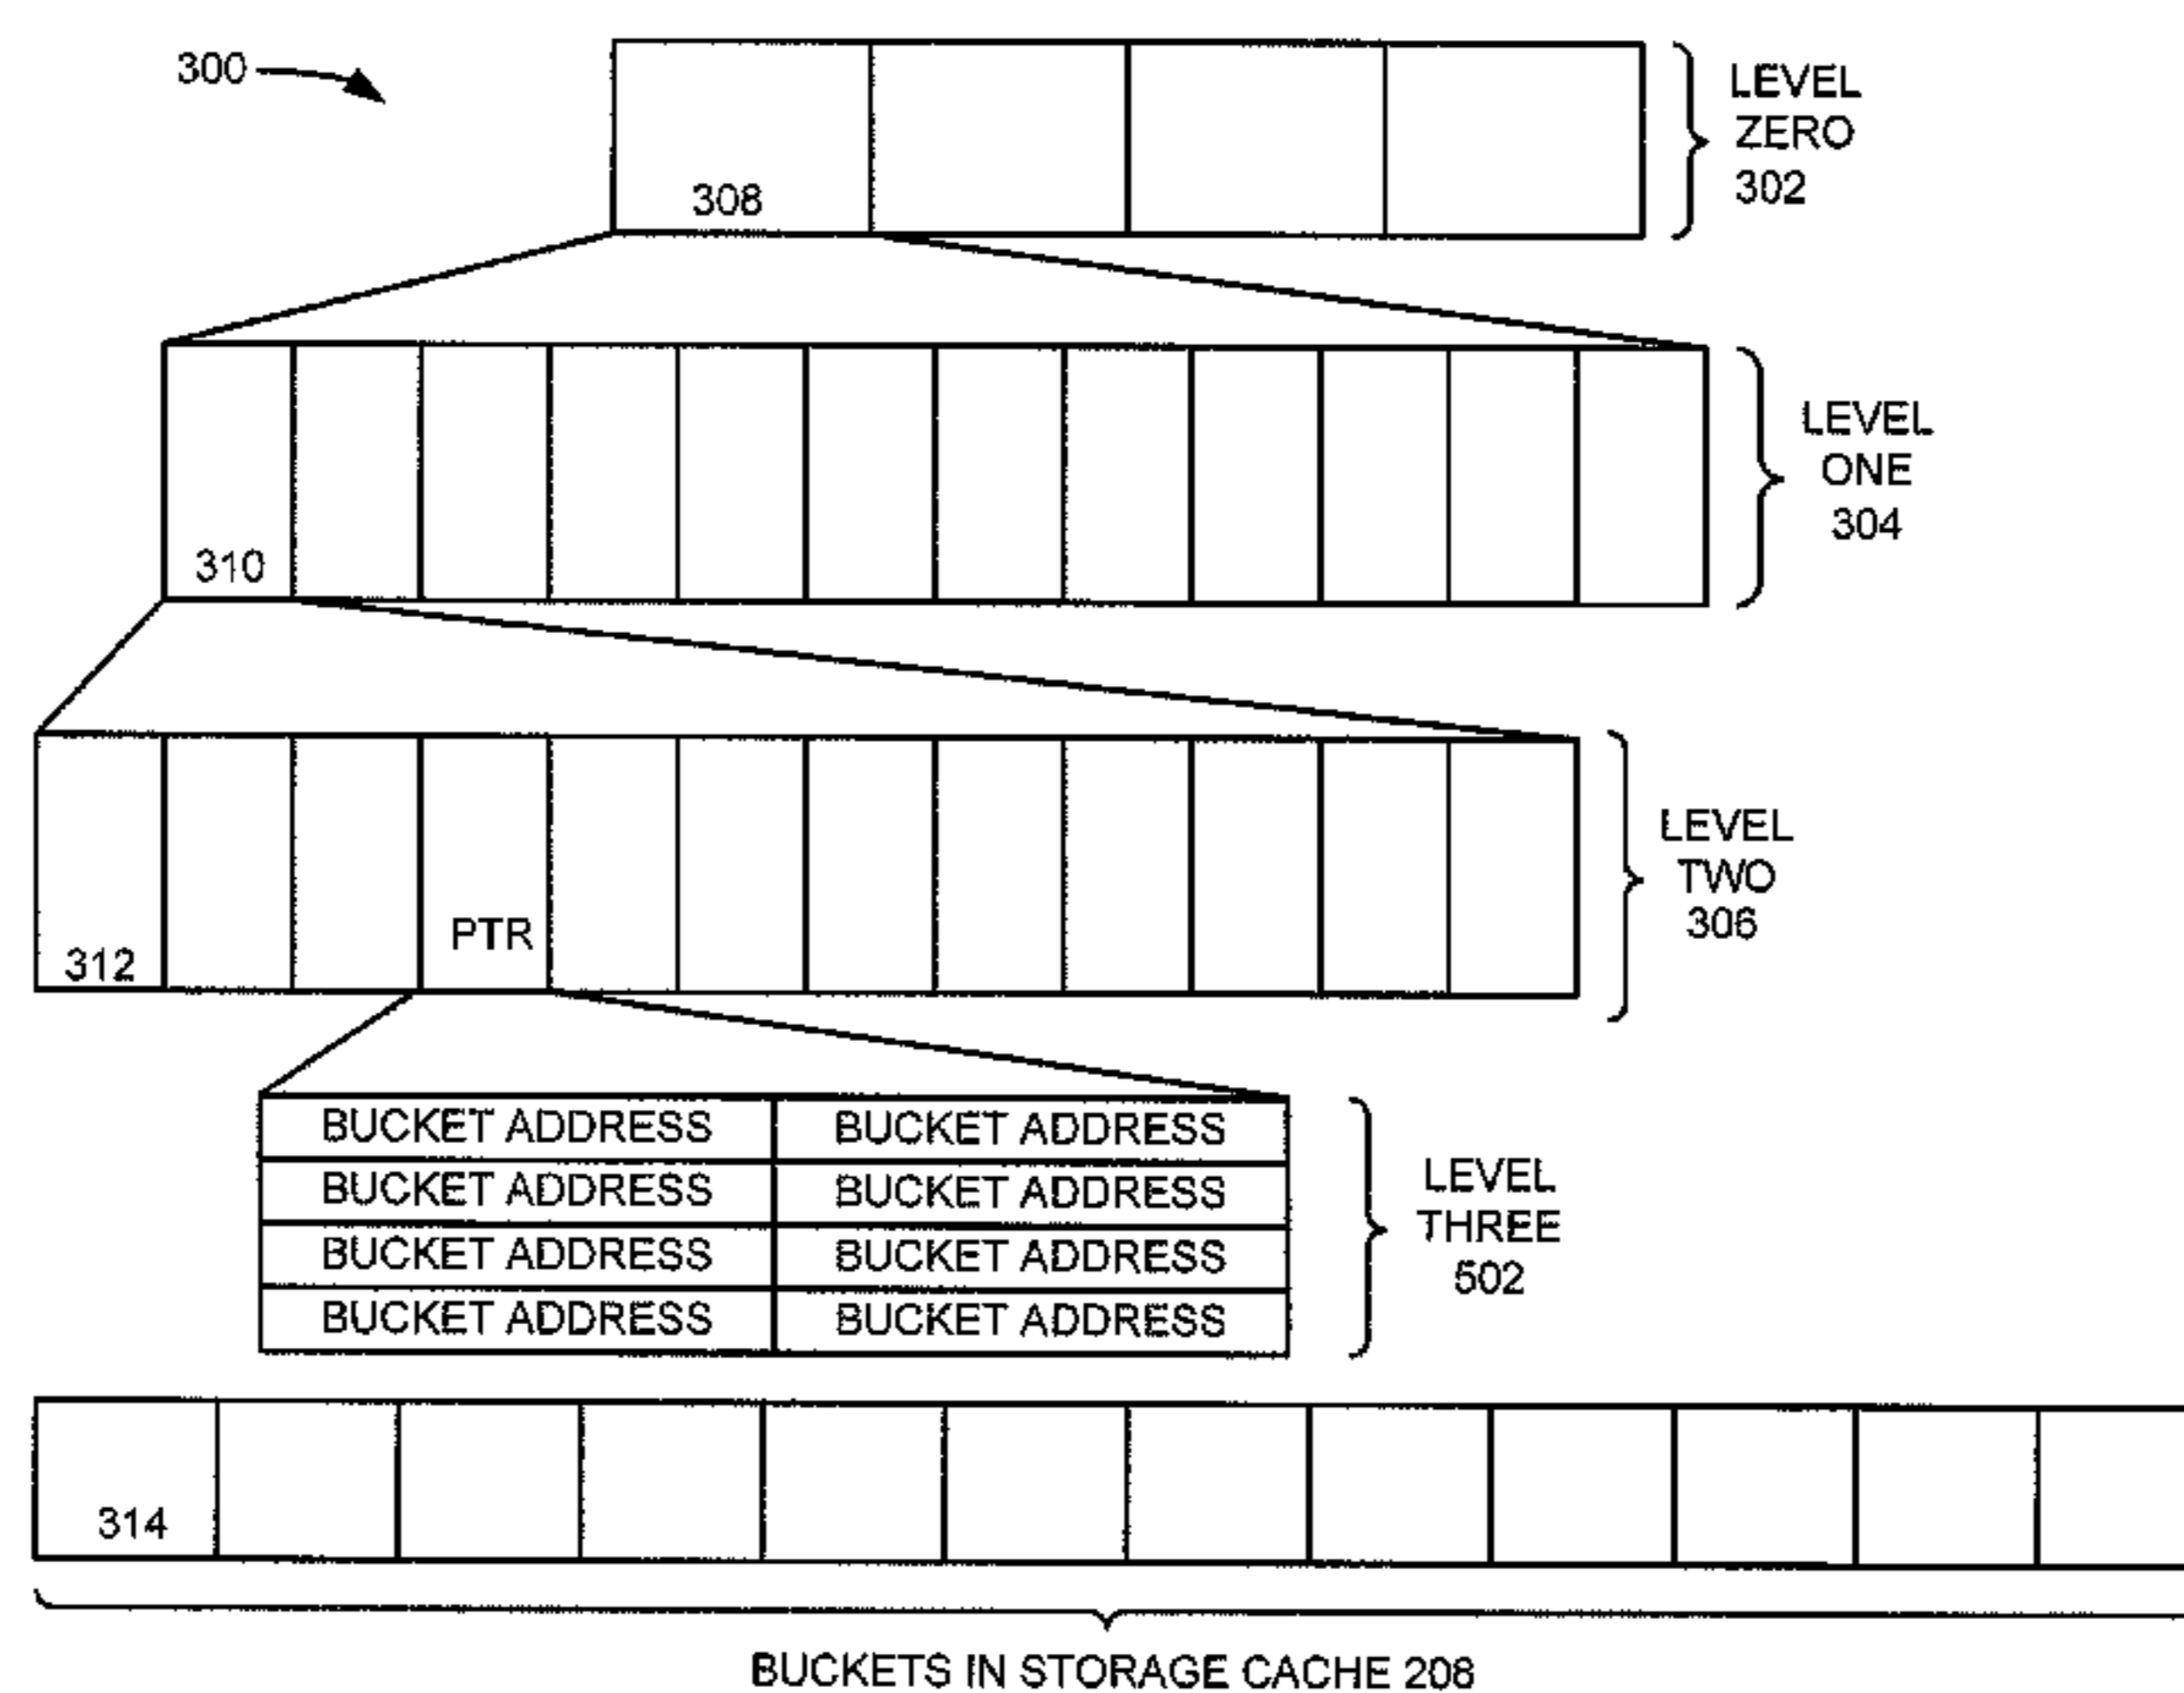 300
LEVEL
ZERO
302
308
LEVEL
ONE
304
310
LEVEL
TWO
306
PTR
312
BUCKET ADDRESS BUCKET ADDRESS
BUCKET ADDRESS BUCKET ADDRESS
BUCKET ADDRESS BUCKET ADDRESS
BUCKET ADDRESS BUCKET ADDRESS
LEVEL
THREE
502
314
BUCKETS IN STORAGE CACHE 208